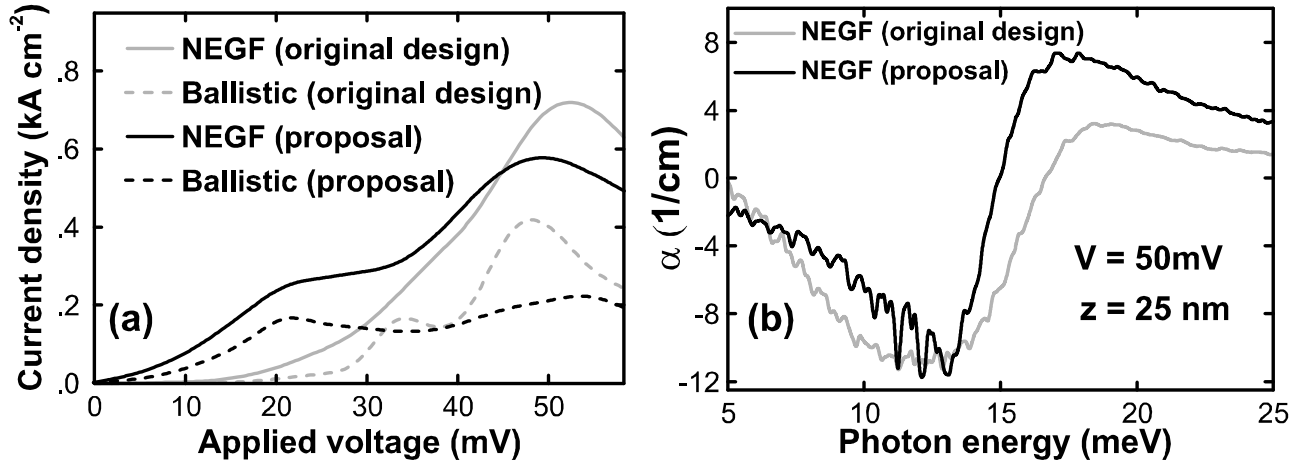 Current density (kA cm⁻²)
.8
.6
.4
.2
.0
NEGF (original design)
Ballistic (original design)
NEGF (proposal)
Ballistic (proposal)
(a)
0 10 20 30 40 50
Applied voltage (mV)
α (1/cm)
8
4
0
-4
-8
-12
NEGF (original design)
NEGF (proposal)
V = 50mV
z = 25 nm
(b)
5 10 15 20 25
Photon energy (meV)